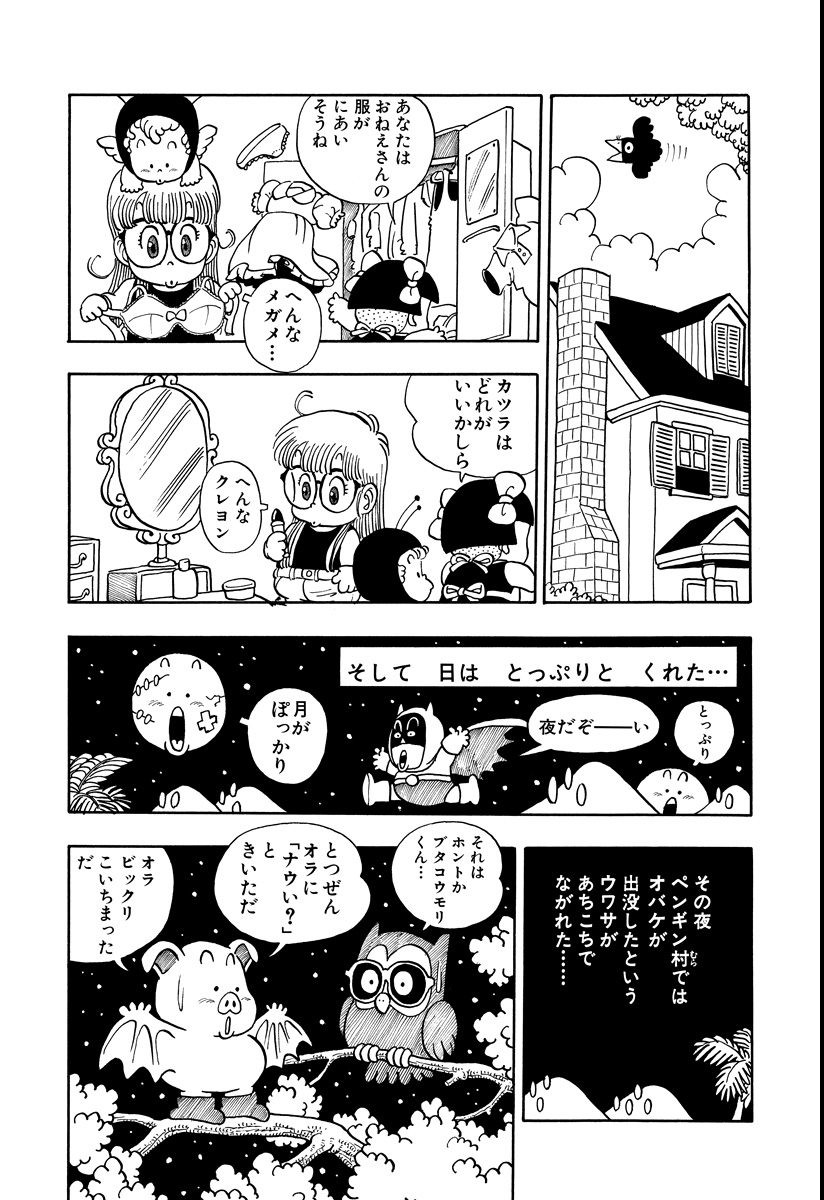 あなたは
おねえさんの
服が
にあい
そうね
へんな
メガメ…
カツラは
どれが
いいかしら
へんな
クレヨン
そして 日は とっぷりと くれた…
とっぷり
夜だぞ――い
月が
ぽっかり
その夜
ペンギン村では
むら
オバケが
出没したという
ウワサが
あちこちで
ながれた……
それは
ホントか
ブタコウモリ
くん…
とつぜん
オラに
「ナウい?」
と
きいただ
オラ
ビックリ
こいちまった
だ